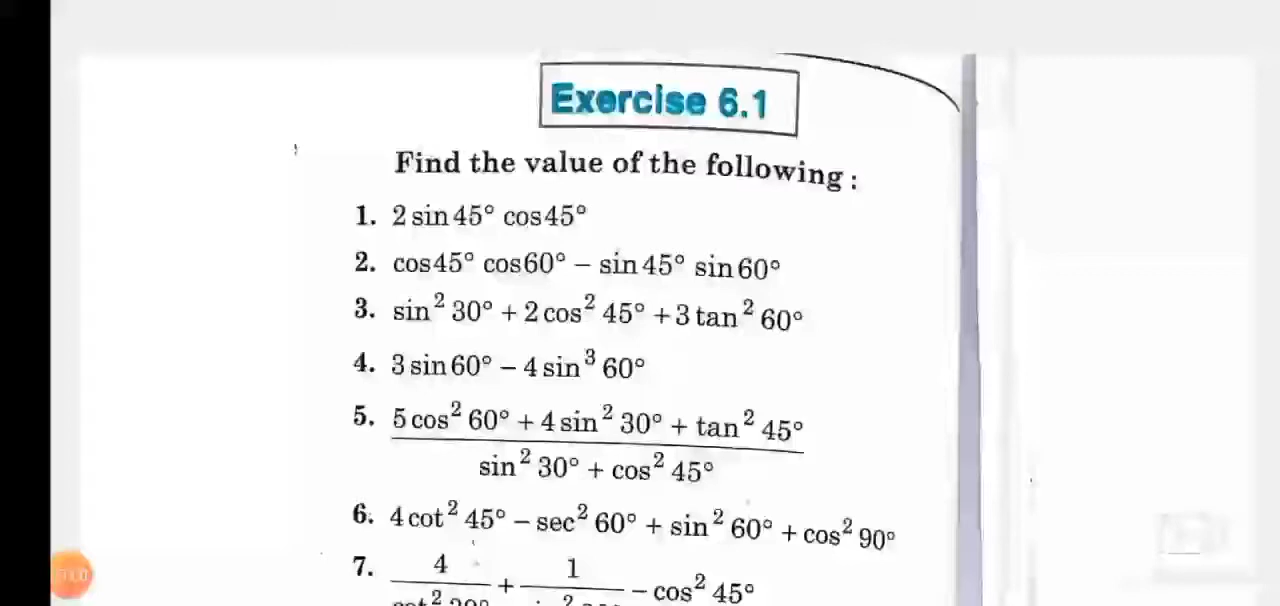 Exercise 6.1
Find the value of the following :
1. 2 sin 45° cos 45°
2. cos 45° cos 60° – sin 45° sin 60°
3. sin² 30° + 2 cos² 45° + 3 tan² 60°
4. 3 sin 60° – 4 sin³ 60°
5. 5 cos² 60° + 4 sin² 30° + tan² 45°
sin² 30° + cos² 45°
6. 4 cot² 45° – sec² 60° + sin² 60° + cos² 90°
7. 4 + 1 – cos² 45°